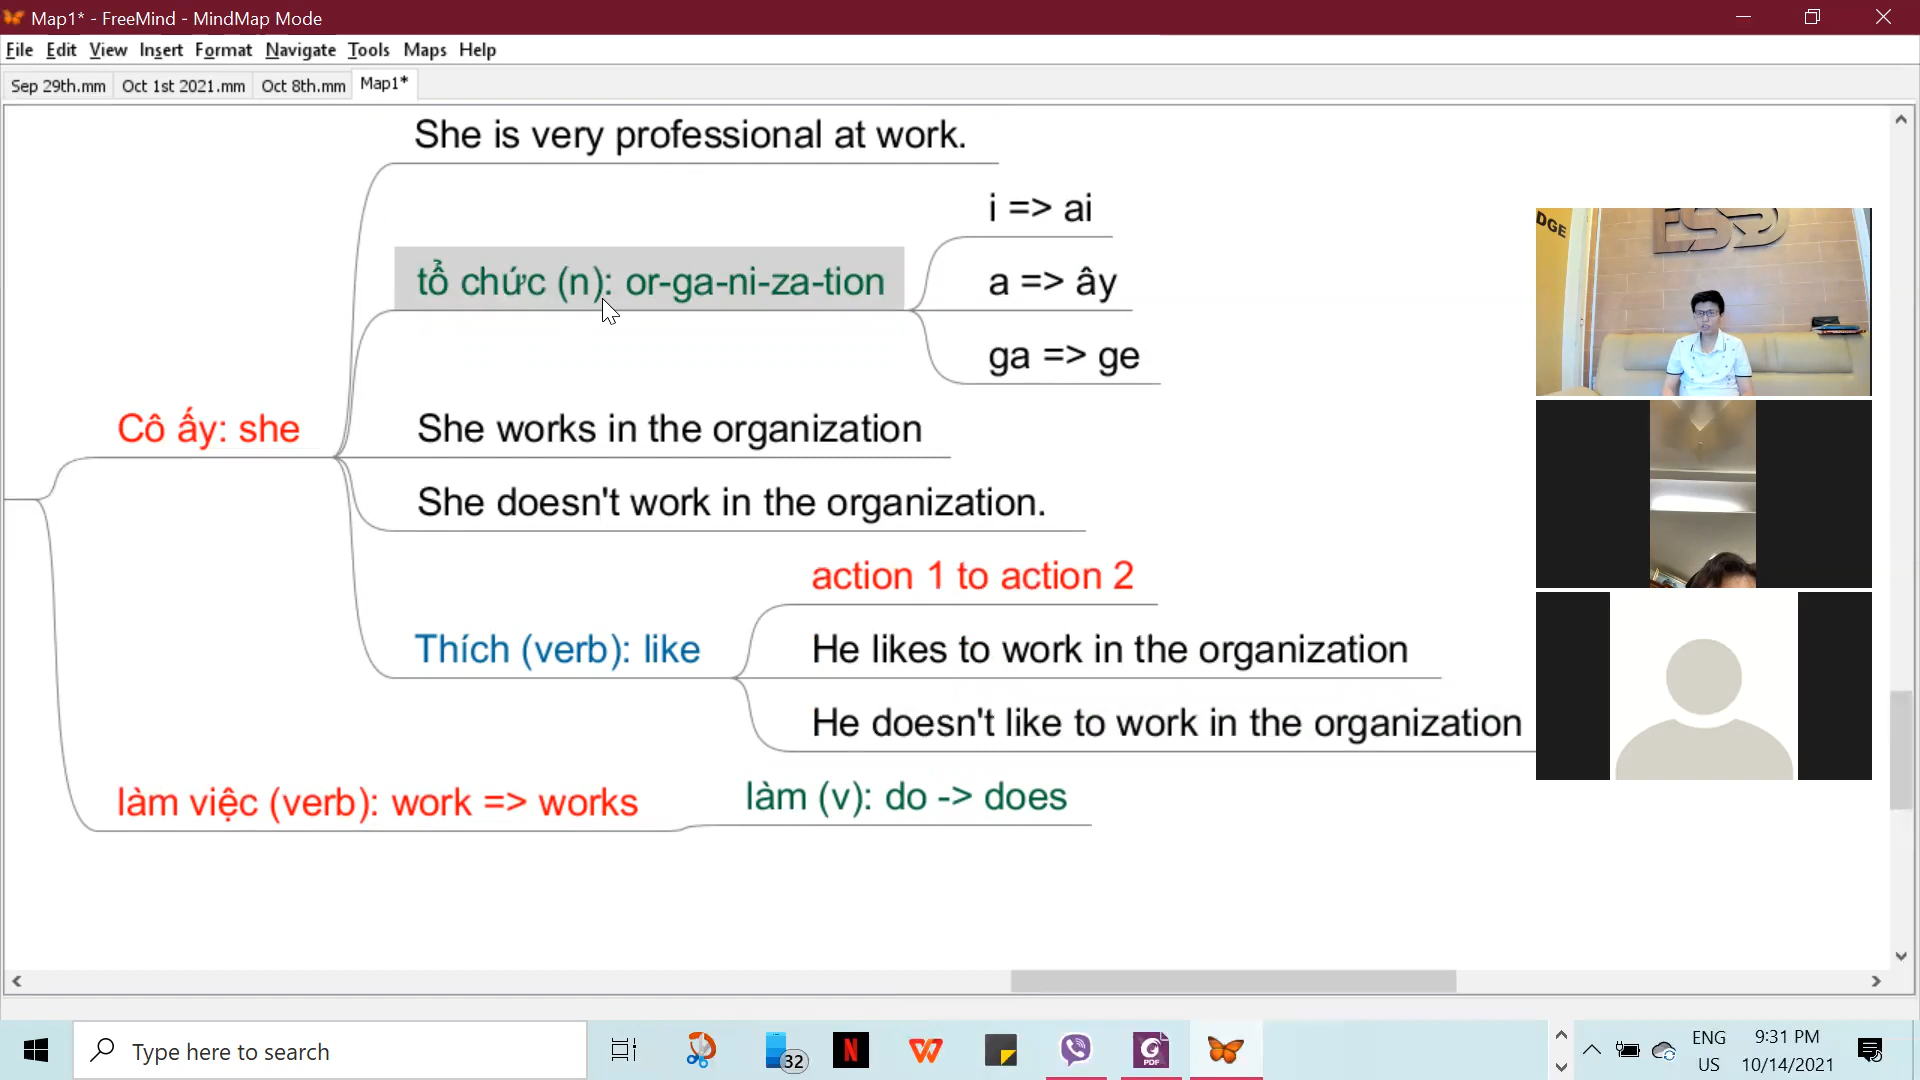 Map1* - FreeMind - MindMap Mode
File Edit View Insert Format Navigate Tools Maps Help
Sep 29th.mm Oct 1st 2021.mm Oct 8th.mm Map1*
She is very professional at work.
i => ai
tổ chức (n): or-ga-ni-za-tion
a => ây
ga => ge
Cô ấy: she
She works in the organization
She doesn't work in the organization.
action 1 to action 2
Thích (verb): like
He likes to work in the organization
He doesn't like to work in the organization
làm việc (verb): work => works
làm (v): do -> does
DGE
ESD
Type here to search
32
N
W
PDF
ENG
US
9:31 PM
10/14/2021